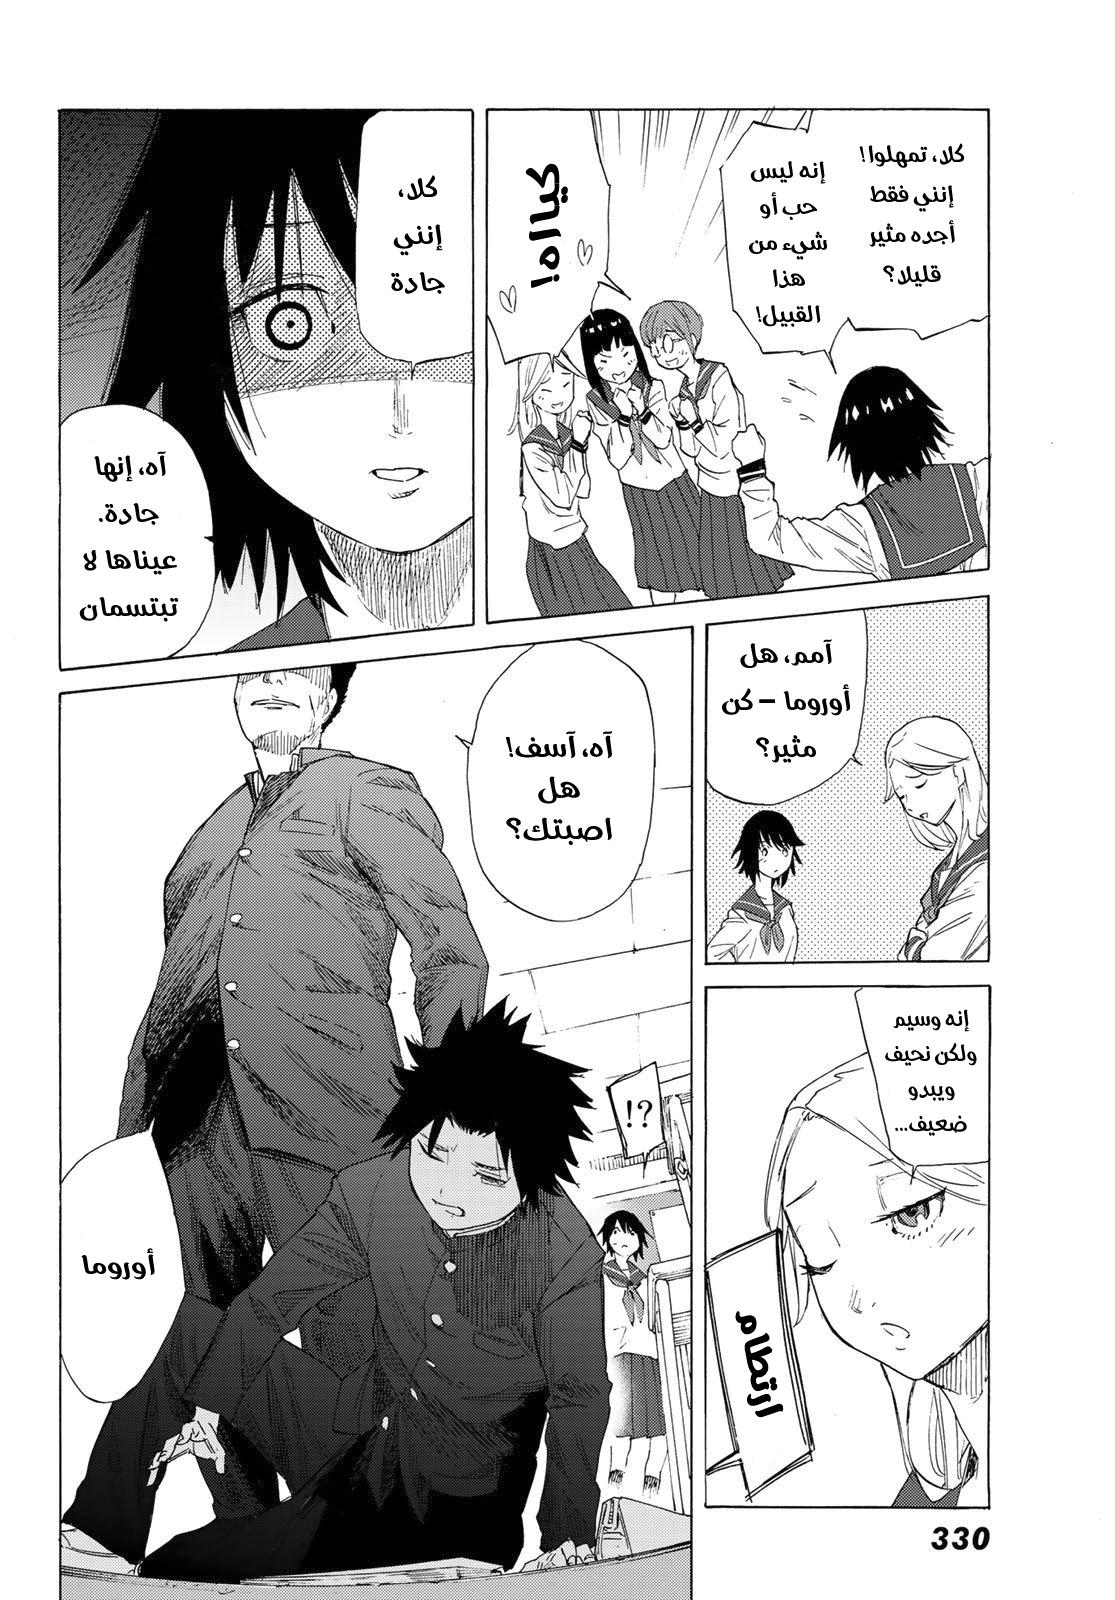 كلا، تمهلوا!
إنني فقط
أجده مثير
قليلا؟
إنه ليس
حب أو
شيء من
هذا
القبيل!
كيااه!
كلا،
إنني
جادة
آه، إنها
جادة.
عيناها لا
تبتسمان
آمم، هل
أوروما – كن
مثير؟
إنه وسيم
ولكن نحيف
ويبدو
ضعيف...
ارتطام
آه، آسف!
هل
اصبتك؟
!?
أوروما
330